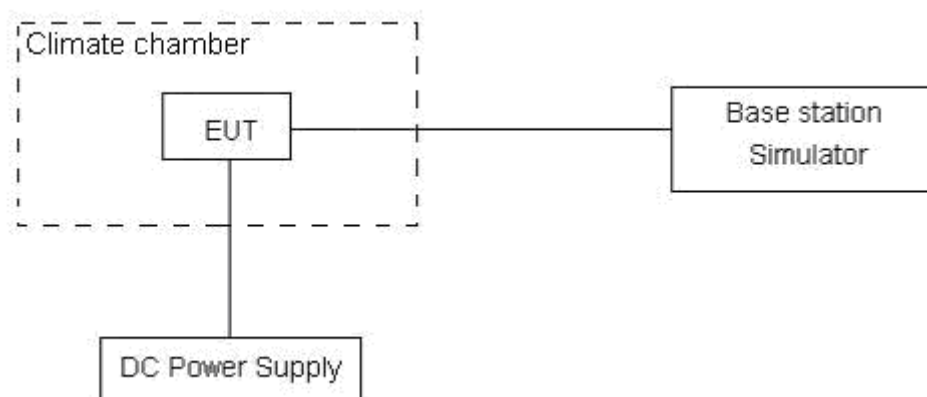 Climate chamber
EUT
Base station
Simulator
DC Power Supply